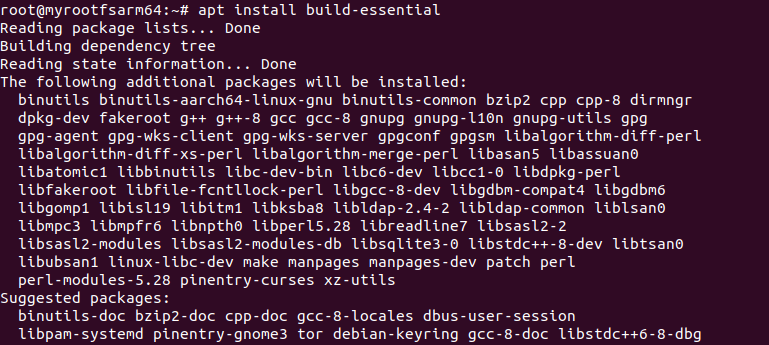 root@myrootfsarm64:~# apt install build-essential
Reading package lists... Done
Building dependency tree
Reading state information... Done
The following additional packages will be installed:
  binutils binutils-aarch64-linux-gnu binutils-common bzip2 cpp cpp-8 dirmngr
  dpkg-dev fakeroot g++ g++-8 gcc gcc-8 gnupg gnupg-l10n gnupg-utils gpg
  gpg-agent gpg-wks-client gpg-wks-server gpgconf gpgsm libalgorithm-diff-perl
  libalgorithm-diff-xs-perl libalgorithm-merge-perl libasan5 libassuan0
  libatomic1 libbinutils libc-dev-bin libc6-dev libcc1-0 libdpkg-perl
  libfakeroot libfile-fcntllock-perl libgcc-8-dev libgdbm-compat4 libgdbm6
  libgomp1 libisl19 libitm1 libksba8 libldap-2.4-2 libldap-common liblsan0
  libmpc3 libmpfr6 libnpth0 libperl5.28 libreadline7 libsasl2-2
  libsasl2-modules libsasl2-modules-db libsqlite3-0 libstdc++-8-dev libtsan0
  libubsan1 linux-libc-dev make manpages manpages-dev patch perl
  perl-modules-5.28 pinentry-curses xz-utils
Suggested packages:
  binutils-doc bzip2-doc cpp-doc gcc-8-locales dbus-user-session
  libpam-systemd pinentry-gnome3 tor debian-keyring gcc-8-doc libstdc++6-8-dbg